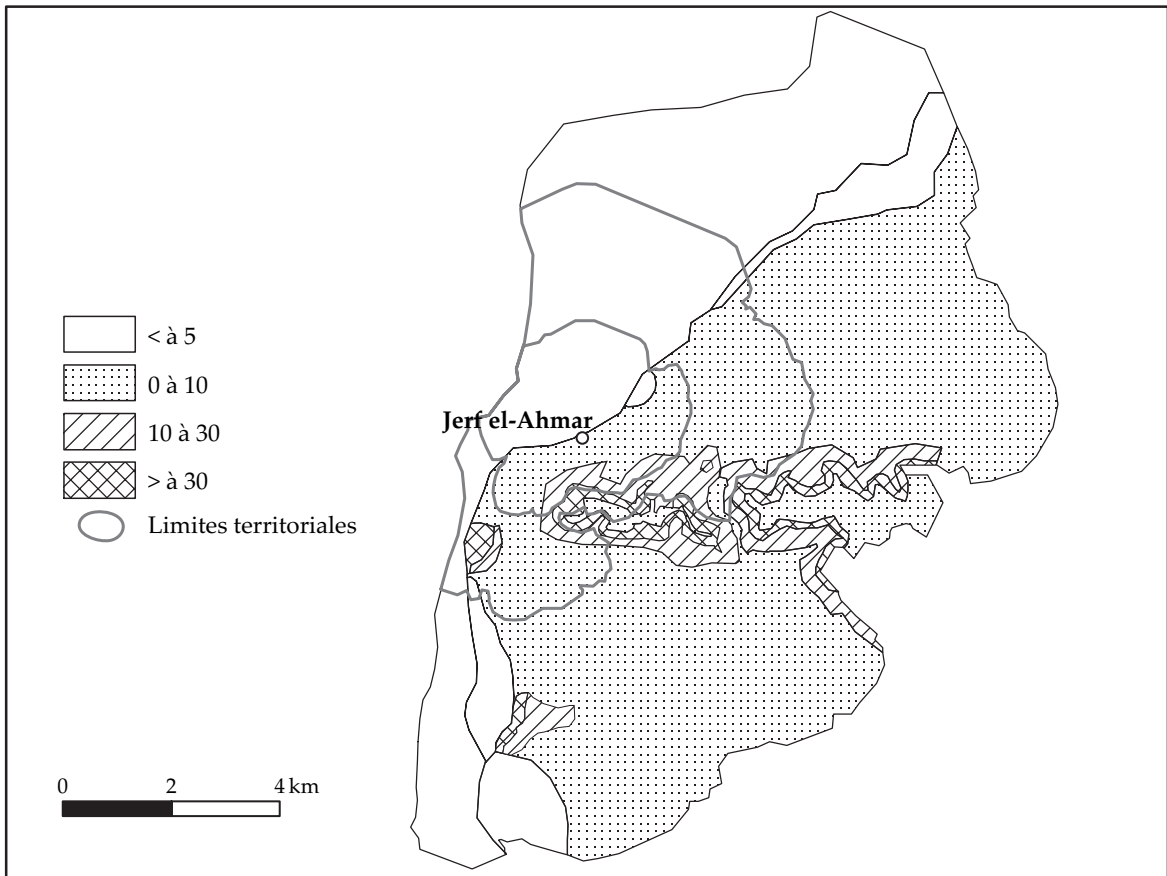 < à 5
0 à 10
10 à 30
> à 30
Limites territoriales
Jerf el-Ahmar
0 2 4 km